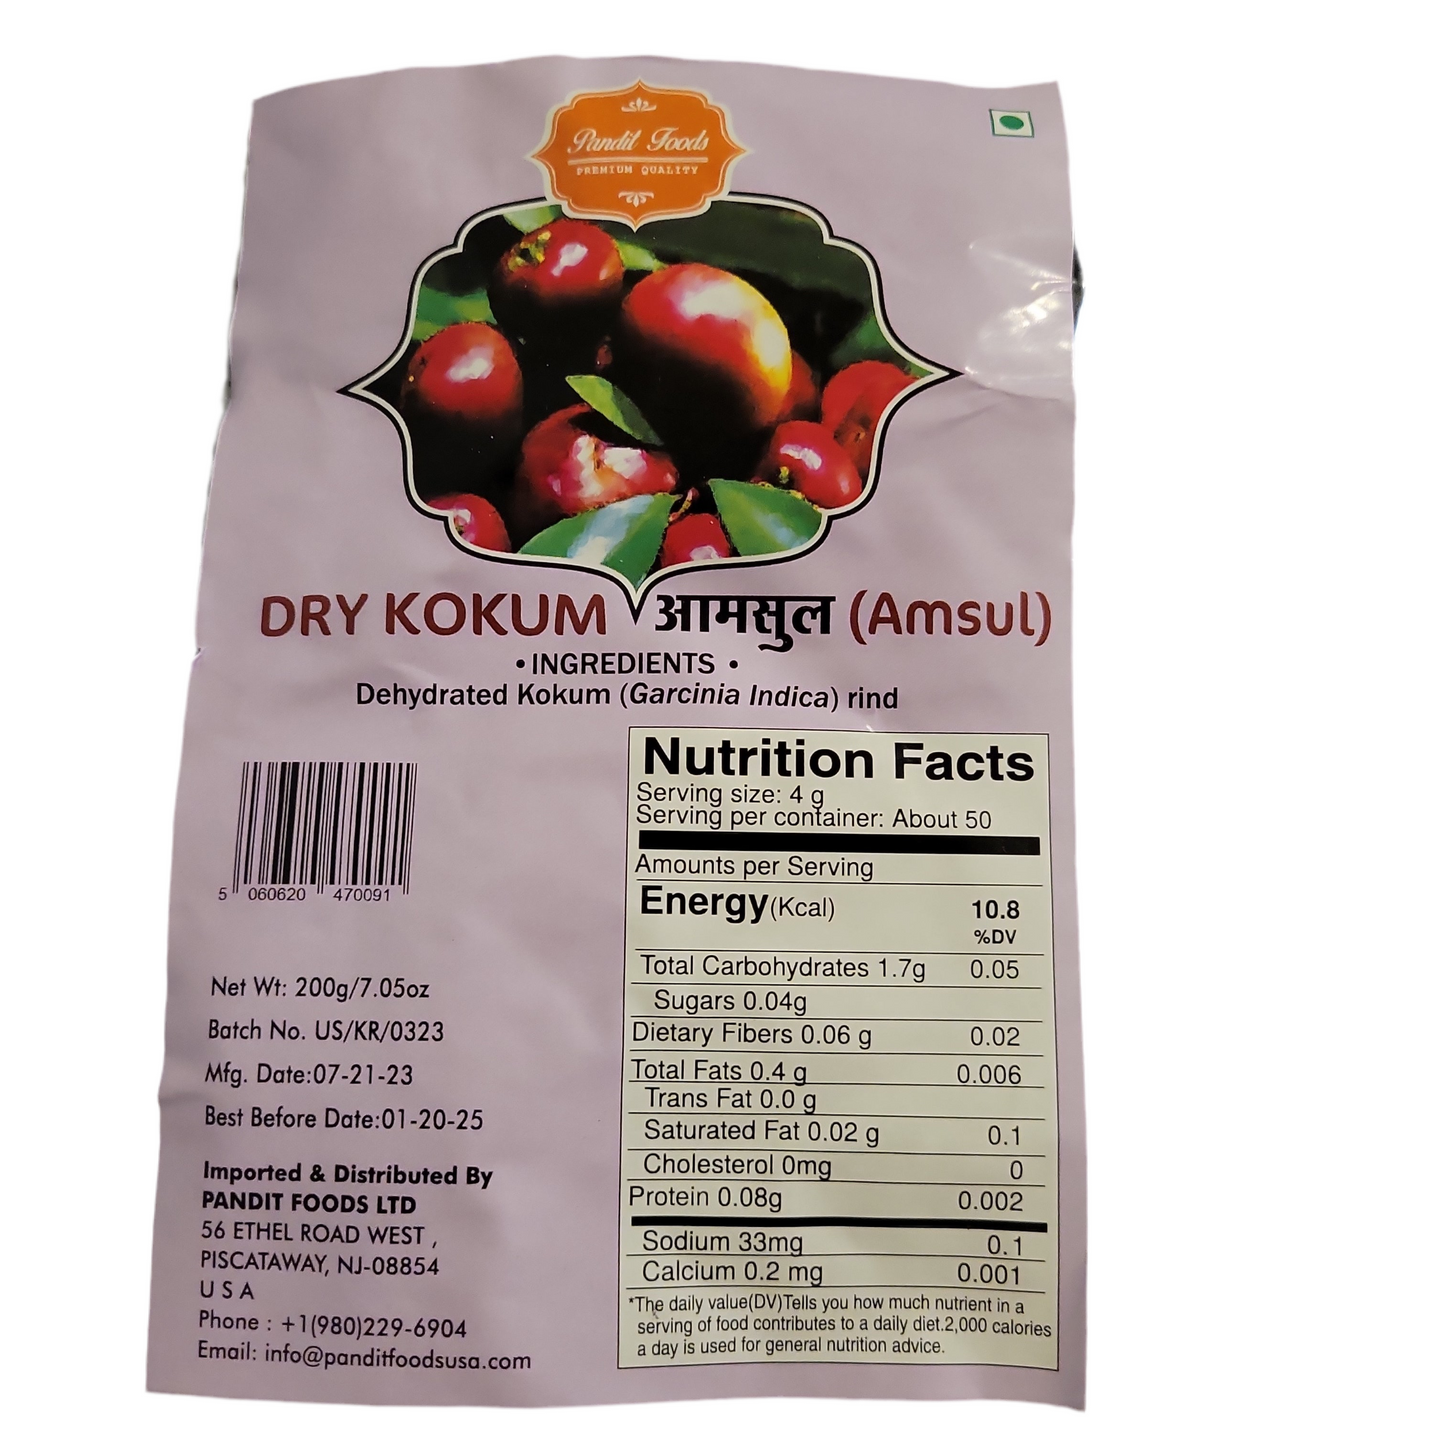 Pandit Foods
PREMIUM QUALITY
DRY KOKUM आमसुल (Amsul)
• INGREDIENTS •
Dehydrated Kokum (Garcinia Indica) rind
5 060620 470091
Net Wt: 200g/7.05oz
Batch No. US/KR/0323
Mfg. Date:07-21-23
Best Before Date:01-20-25
Imported & Distributed By
PANDIT FOODS LTD
56 ETHEL ROAD WEST ,
PISCATAWAY, NJ-08854
U S A
Phone : +1(980)229-6904
Email: info@panditfoodsusa.com
Nutrition Facts
Serving size: 4 g
Serving per container: About 50
Amounts per Serving
Energy(Kcal) 10.8
%DV
Total Carbohydrates 1.7g 0.05
Sugars 0.04g
Dietary Fibers 0.06 g 0.02
Total Fats 0.4 g 0.006
Trans Fat 0.0 g
Saturated Fat 0.02 g 0.1
Cholesterol 0mg 0
Protein 0.08g 0.002
Sodium 33mg 0.1
Calcium 0.2 mg 0.001
*The daily value(DV)Tells you how much nutrient in a
serving of food contributes to a daily diet.2,000 calories
a day is used for general nutrition advice.